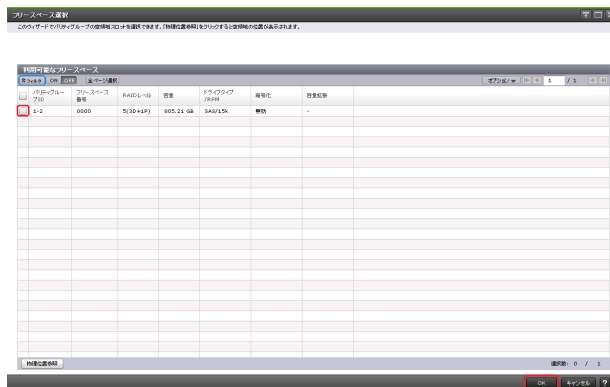 フリースペース選択
このウィザードでパリティグループの空領域スロットを選択できます。「物理位置参照」をクリックすると空領域の位置が表示されます。
利用可能なフリースペース
フィルタ ON OFF 全ページ選択 オプション 1 / 1
パリティグループID フリースペース番号 RAIDレベル 容量 ドライブタイプ/RPM 暗号化 容量拡張
1-2 0000 5(3D+1P) 805.21 GB SAS/15k 無効 -
物理位置参照 選択数: 0 / 1
OK キャンセル ?